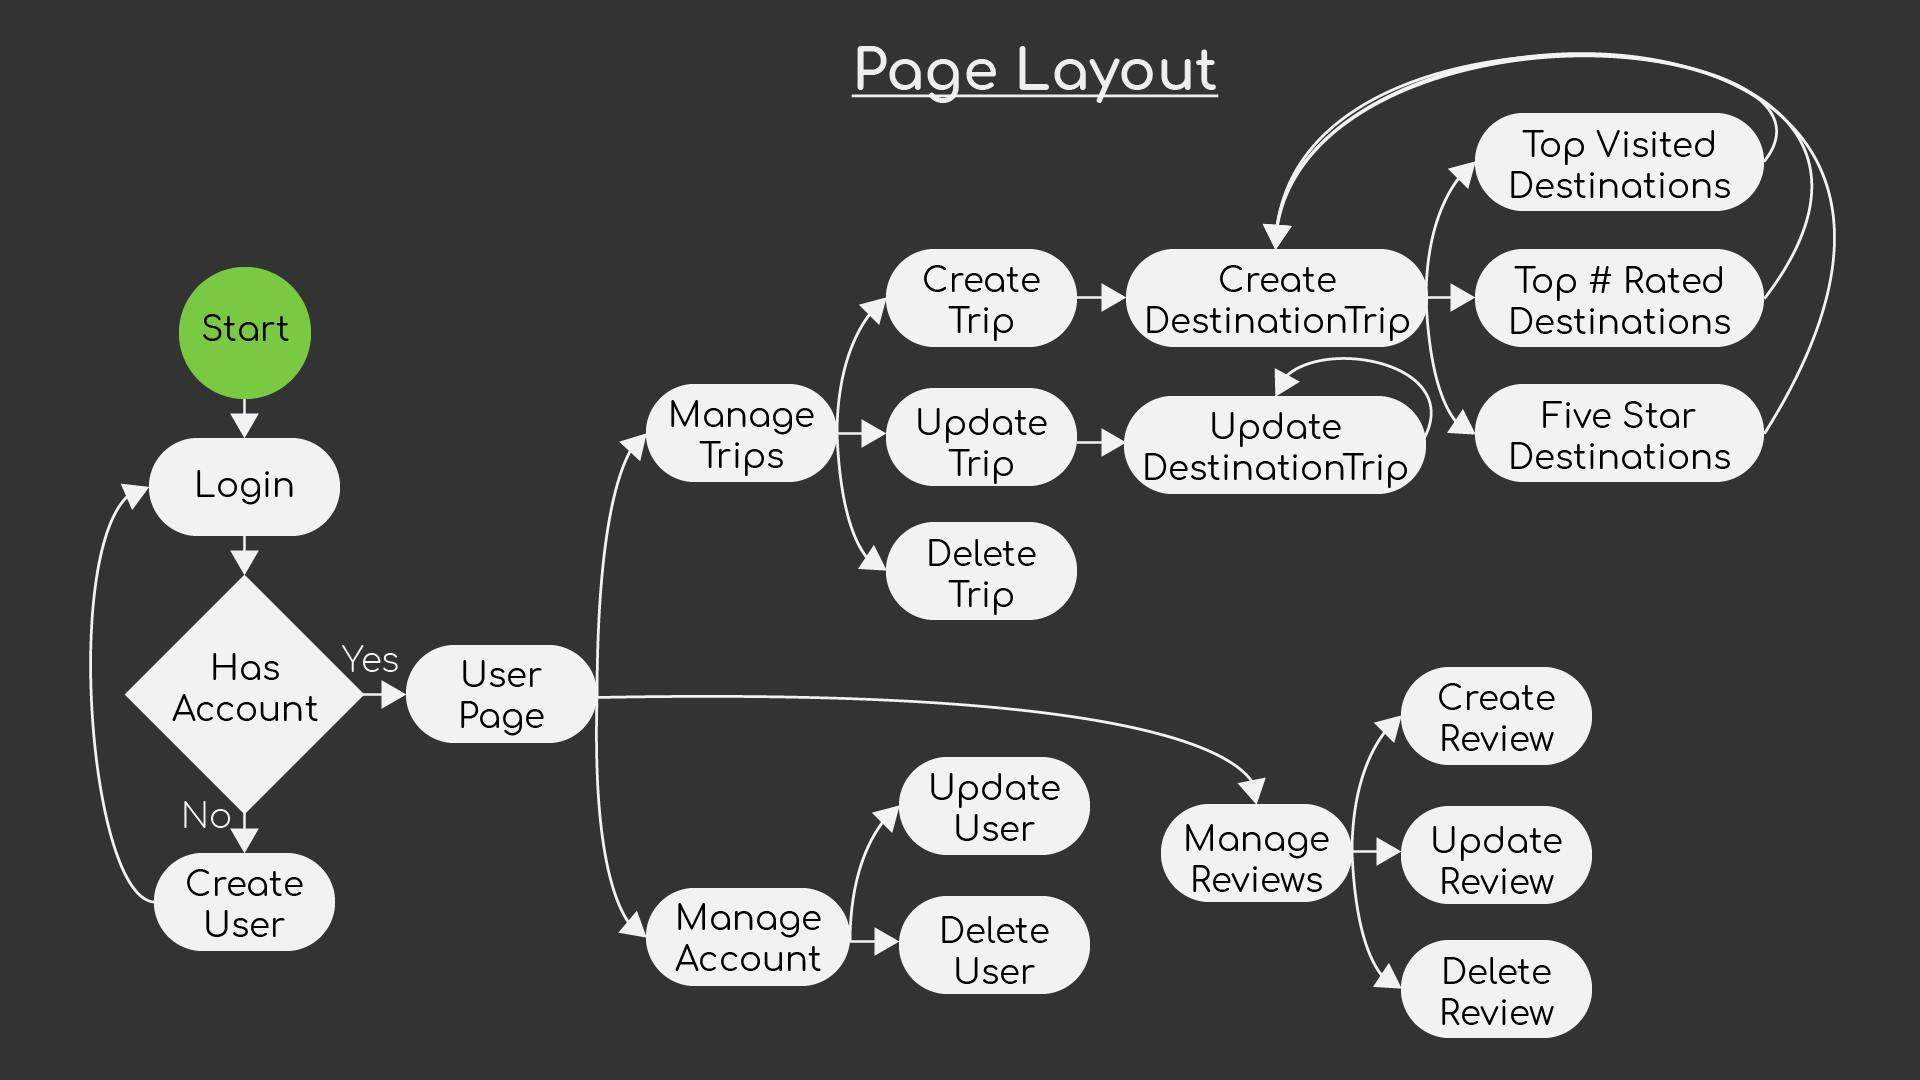 Page Layout
Start
Login
Has
Account
Yes
No
Create
User
User
Page
Manage
Trips
Create
Trip
Update
Trip
Delete
Trip
Create
DestinationTrip
Update
DestinationTrip
Top Visited
Destinations
Top # Rated
Destinations
Five Star
Destinations
Manage
Account
Update
User
Delete
User
Manage
Reviews
Create
Review
Update
Review
Delete
Review